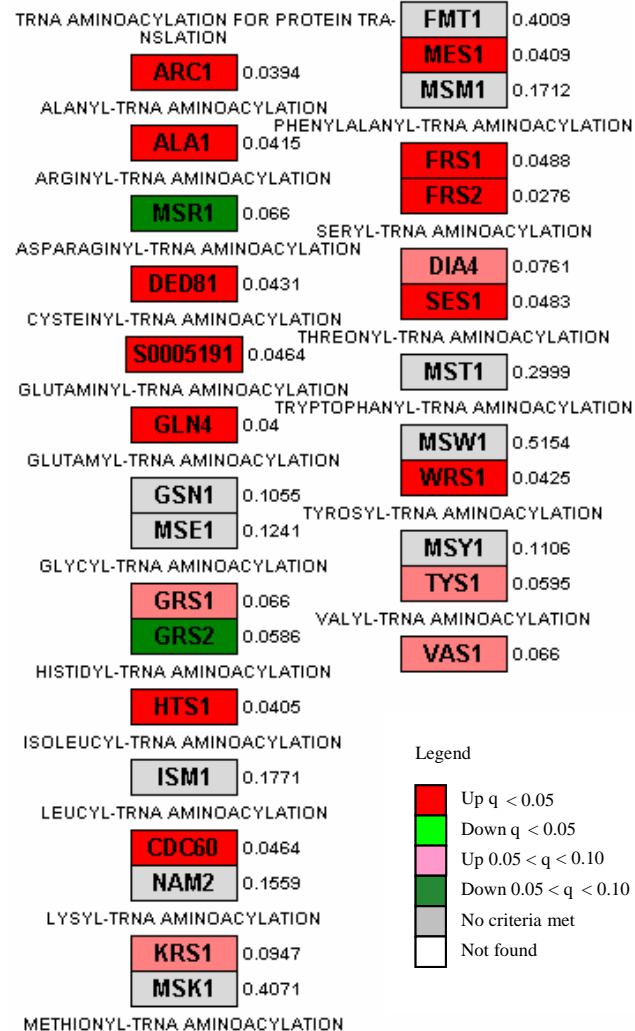 TRNA AMINOACYLATION FOR PROTEIN TRA-
NSLATION
ARC1 0.0394
ALANYL-TRNA AMINOACYLATION
ALA1 0.0415
ARGINYL-TRNA AMINOACYLATION
MSR1 0.066
ASPARAGINYL-TRNA AMINOACYLATION
DED81 0.0431
CYSTEINYL-TRNA AMINOACYLATION
S0005191 0.0464
GLUTAMINYL-TRNA AMINOACYLATION
GLN4 0.04
GLUTAMYL-TRNA AMINOACYLATION
GSN1 0.1055
MSE1 0.1241
GLYCYL-TRNA AMINOACYLATION
GRS1 0.066
GRS2 0.0586
HISTIDYL-TRNA AMINOACYLATION
HTS1 0.0405
ISOLEUCYL-TRNA AMINOACYLATION
ISM1 0.1771
LEUCYL-TRNA AMINOACYLATION
CDC60 0.0464
NAM2 0.1559
LYSYL-TRNA AMINOACYLATION
KRS1 0.0947
MSK1 0.4071
METHIONYL-TRNA AMINOACYLATION
FMT1 0.4009
MES1 0.0409
MSM1 0.1712
PHENYLALANYL-TRNA AMINOACYLATION
FRS1 0.0488
FRS2 0.0276
SERYL-TRNA AMINOACYLATION
DIA4 0.0761
SES1 0.0483
THREONYL-TRNA AMINOACYLATION
MST1 0.2999
TRYPTOPHANYL-TRNA AMINOACYLATION
MSW1 0.5154
WRS1 0.0425
TYROSYL-TRNA AMINOACYLATION
MSY1 0.1106
TYS1 0.0595
VALYL-TRNA AMINOACYLATION
VAS1 0.066
Legend
Up q < 0.05
Down q < 0.05
Up 0.05 < q < 0.10
Down 0.05 < q < 0.10
No criteria met
Not found